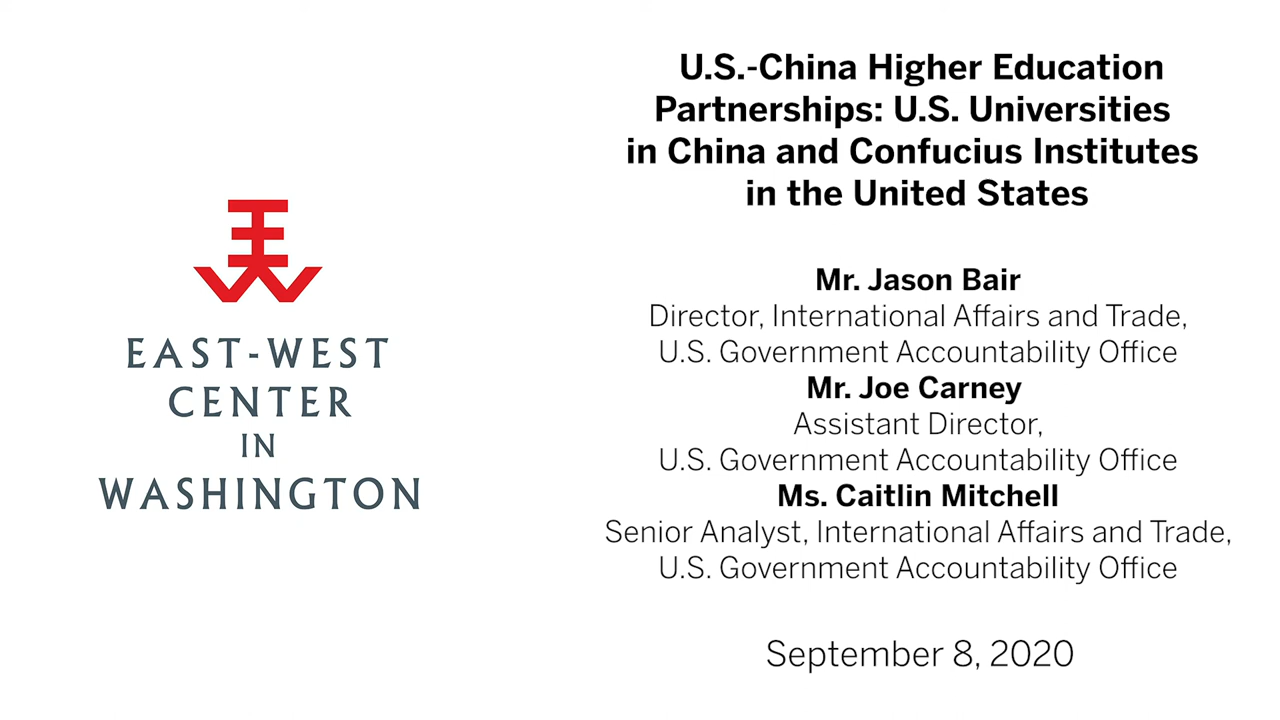 EAST-WEST
CENTER
IN
WASHINGTON
U.S.-China Higher Education
Partnerships: U.S. Universities
in China and Confucius Institutes
in the United States
Mr. Jason Bair
Director, International Affairs and Trade,
U.S. Government Accountability Office
Mr. Joe Carney
Assistant Director,
U.S. Government Accountability Office
Ms. Caitlin Mitchell
Senior Analyst, International Affairs and Trade,
U.S. Government Accountability Office
September 8, 2020